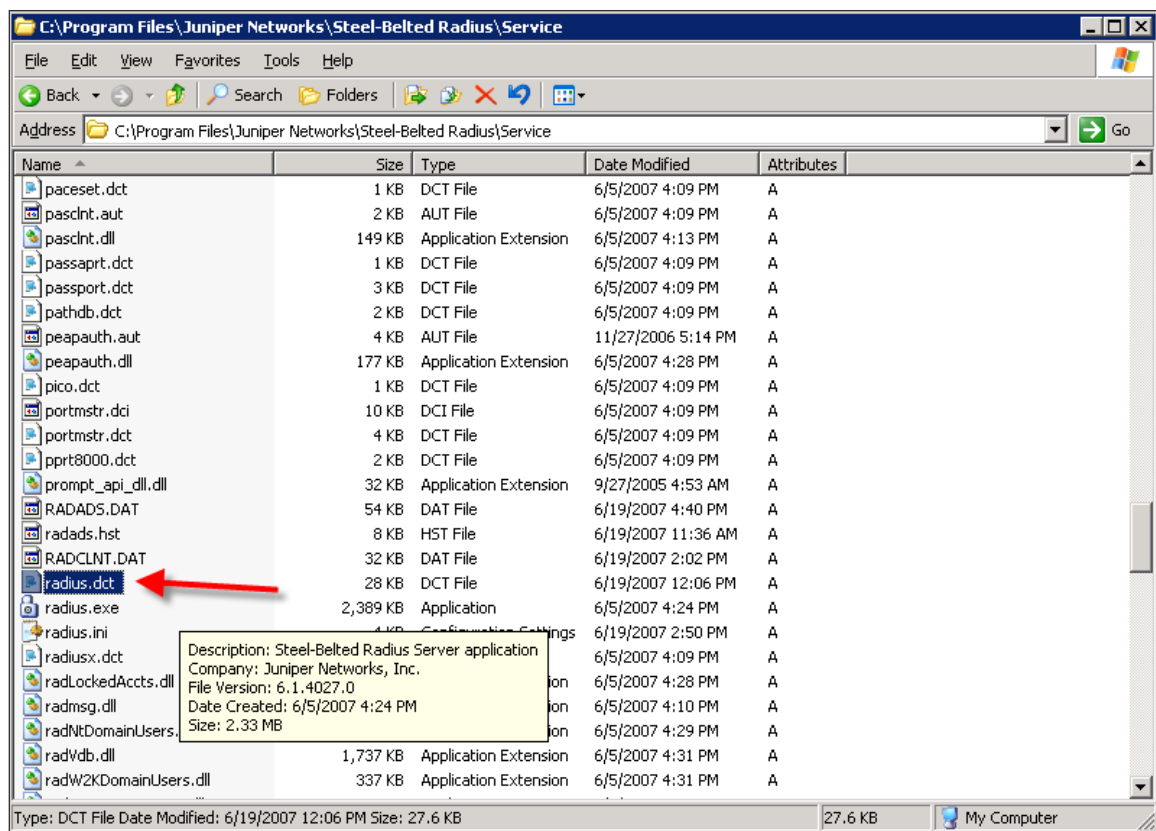 C:\Program Files\Juniper Networks\Steel-Belted Radius\Service
File Edit View Favorites Tools Help
Back Search Folders
Address C:\Program Files\Juniper Networks\Steel-Belted Radius\Service Go
Name Size Type Date Modified Attributes
paceset.dct 1 KB DCT File 6/5/2007 4:09 PM A
pasclnt.aut 2 KB AUT File 6/5/2007 4:09 PM A
pasclnt.dll 149 KB Application Extension 6/5/2007 4:13 PM A
passaprt.dct 1 KB DCT File 6/5/2007 4:09 PM A
passport.dct 3 KB DCT File 6/5/2007 4:09 PM A
pathdb.dct 2 KB DCT File 6/5/2007 4:09 PM A
peapauth.aut 4 KB AUT File 11/27/2006 5:14 PM A
peapauth.dll 177 KB Application Extension 6/5/2007 4:28 PM A
pico.dct 1 KB DCT File 6/5/2007 4:09 PM A
portmstr.dci 10 KB DCI File 6/5/2007 4:09 PM A
portmstr.dct 4 KB DCT File 6/5/2007 4:09 PM A
pprt8000.dct 2 KB DCT File 6/5/2007 4:09 PM A
prompt_api_dll.dll 32 KB Application Extension 9/27/2005 4:53 AM A
RADADS.DAT 54 KB DAT File 6/19/2007 4:40 PM A
radads.hst 8 KB HST File 6/19/2007 11:36 AM A
RADCLNT.DAT 32 KB DAT File 6/19/2007 2:02 PM A
radius.dct 28 KB DCT File 6/19/2007 12:06 PM A
radius.exe 2,389 KB Application 6/5/2007 4:24 PM A
radius.ini 4 KB Configuration Settings 6/19/2007 2:50 PM A
radiusx.dct 6/5/2007 4:09 PM A
radLockedAccts.dll ion 6/5/2007 4:28 PM A
radmsg.dll ion 6/5/2007 4:10 PM A
radNtDomainUsers. ion 6/5/2007 4:29 PM A
Description: Steel-Belted Radius Server application
Company: Juniper Networks, Inc.
File Version: 6.1.4027.0
Date Created: 6/5/2007 4:24 PM
Size: 2.33 MB
radVdb.dll 1,737 KB Application Extension 6/5/2007 4:31 PM A
radW2KDomainUsers.dll 337 KB Application Extension 6/5/2007 4:31 PM A
Type: DCT File Date Modified: 6/19/2007 12:06 PM Size: 27.6 KB 27.6 KB My Computer